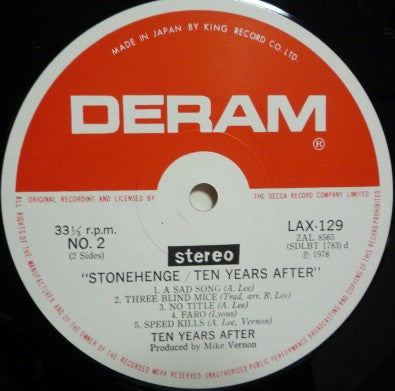 MADE IN JAPAN BY KING RECORD CO LTD.
DERAM®
ORIGINAL RECORDING AND LICENSED BY THE DECCA RECORD COMPANY LIMITED
33⅓ r.p.m.
NO. 2
(2 Sides)
stereo
LAX-129
ZAL. 8565
(SDLBT 1783) d
℗ 1978
"STONEHENGE / TEN YEARS AFTER"
1. A SAD SONG (A. Lee)
2. THREE BLIND MICE (Trad. arr. R. Lee)
3. NO TITLE (A. Lee)
4. FARO (Lyons)
5. SPEED KILLS (A. Lee, Vernon)
TEN YEARS AFTER
Produced by Mike Vernon
ALL RIGHTS OF THE MANUFACTURER AND OF THE OWNER OF THE RECORDED WORK RESERVED. UNAUTHORISED PUBLIC PERFORMANCE BROADCASTING AND COPYING OF THIS RECORD PROHIBITED